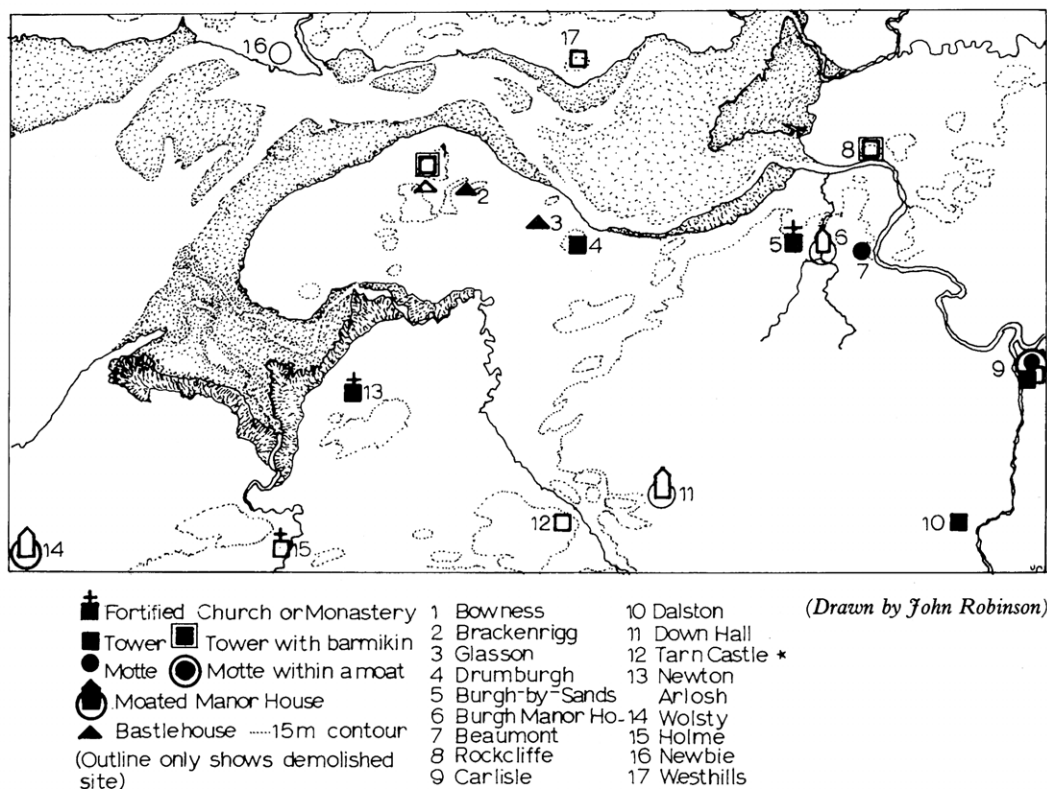 16
17
8
1
2
3
4
5
6
7
9
13
11
12
10
14
15
Fortified Church or Monastery
Tower Tower with barmikin
Motte Motte within a moat
Moated Manor House
Bastlehouse ······ 15m contour
(Outline only shows demolished
site)
1 Bowness
2 Brackenrigg
3 Glasson
4 Drumburgh
5 Burgh-by-Sands
6 Burgh Manor Ho.
7 Beaumont
8 Rockcliffe
9 Carlisle
10 Dalston
11 Down Hall
12 Tarn Castle *
13 Newton
Arlosh
14 Wolsty
15 Holme
16 Newbie
17 Westhills
(Drawn by John Robinson)